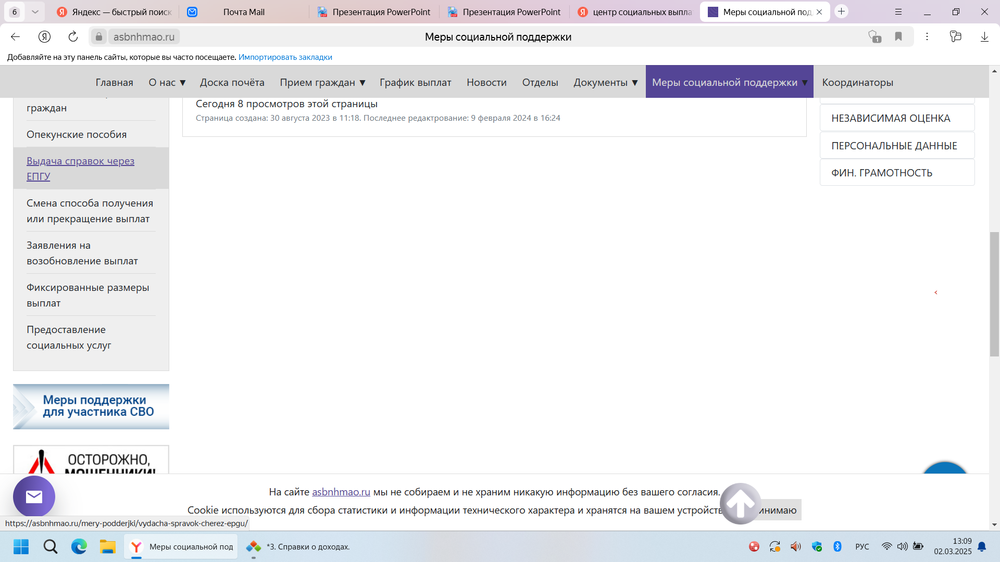 6
Яндекс — быстрый поиск
Почта Mail
Презентация PowerPoint
Презентация PowerPoint
центр социальных выпла
Меры социальной под
asbnhmao.ru
Меры социальной поддержки
1
Добавляйте на эту панель сайты, которые вы часто посещаете. Импортировать закладки
Главная
О нас ▼
Доска почёта
Прием граждан ▼
График выплат
Новости
Отделы
Документы ▼
Меры социальной поддержки ▼
Координаторы
граждан
Опекунские пособия
Выдача справок через
ЕПГУ
Смена способа получения
или прекращение выплат
Заявления на
возобновление выплат
Фиксированные размеры
выплат
Предоставление
социальных услуг
Меры поддержки
для участника СВО
ОСТОРОЖНО,
МОШЕННИКИ!
Сегодня 8 просмотров этой страницы
Страница создана: 30 августа 2023 в 11:18. Последнее редактрование: 9 февраля 2024 в 16:24
НЕЗАВИСИМАЯ ОЦЕНКА
ПЕРСОНАЛЬНЫЕ ДАННЫЕ
ФИН. ГРАМОТНОСТЬ
На сайте asbnhmao.ru мы не собираем и не храним никакую информацию без вашего согласия.
Cookie используются для сбора статистики и информации технического характера и хранятся на вашем устройств
инимаю
https://asbnhmao.ru/mery-podderjki/vydacha-spravok-cherez-epgu/
Меры социальной под
*3. Справки о доходах.
РУС
13:09
02.03.2025